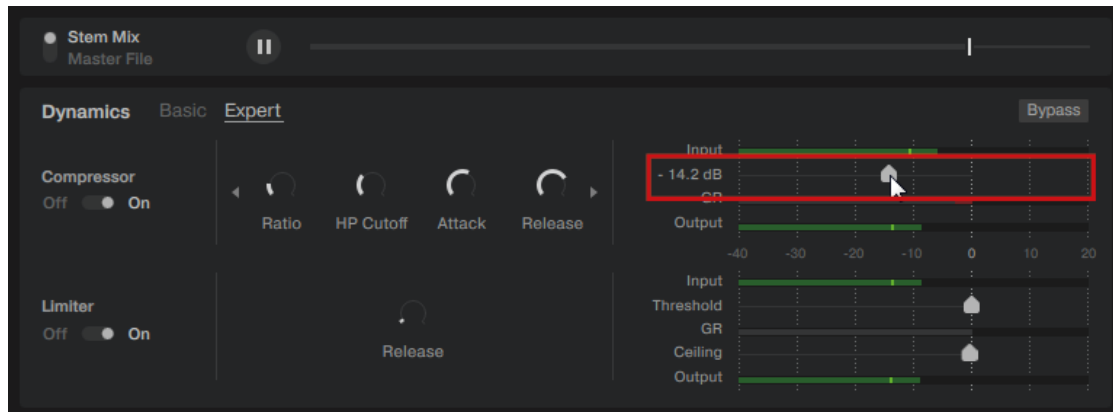 Stem Mix
Master File
Dynamics Basic Expert Bypass
Compressor
Off On
Ratio HP Cutoff Attack Release
Input
- 14.2 dB
GR
Output
-40 -30 -20 -10 0 10 20
Limiter
Off On
Release
Input
Threshold
GR
Ceiling
Output